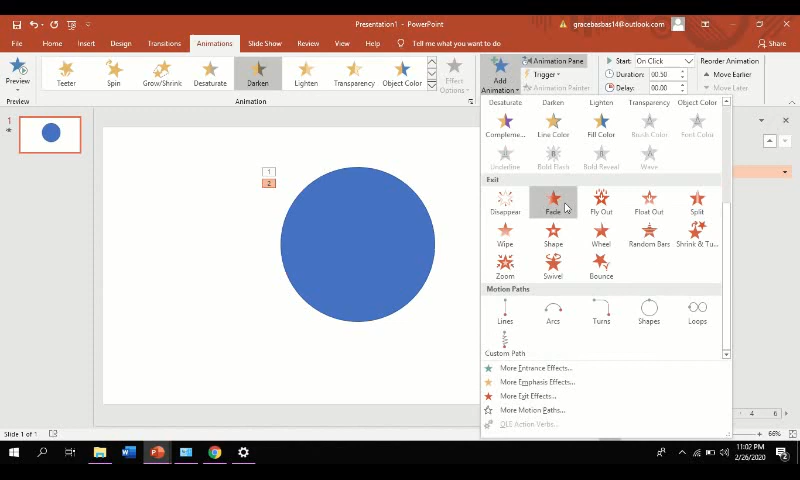 Presentation1 - PowerPoint
gracebasbas14@outlook.com
File Home Insert Design Transitions Animations Slide Show Review View Help Tell me what you want to do Share
Preview
Teeter Spin Grow/Shrink Desaturate Darken Lighten Transparency Object Color
Effect Options
Add Animation
Animation Pane
Trigger
Animation Painter
Start: On Click
Duration: 00.50
Delay: 00.00
Reorder Animation
Move Earlier
Move Later
Preview Animation
1
1
2
Desaturate Darken Lighten Transparency Object Color
Compleme... Line Color Fill Color Brush Color Font Color
Underline Bold Flash Bold Reveal Wave
Exit
Disappear Fade Fly Out Float Out Split
Wipe Shape Wheel Random Bars Shrink & Tu...
Zoom Swivel Bounce
Motion Paths
Lines Arcs Turns Shapes Loops
Custom Path
More Entrance Effects...
More Emphasis Effects...
More Exit Effects...
More Motion Paths...
OLE Action Verbs...
4 6
Slide 1 of 1
66%
11:02 PM
2/26/2020
2